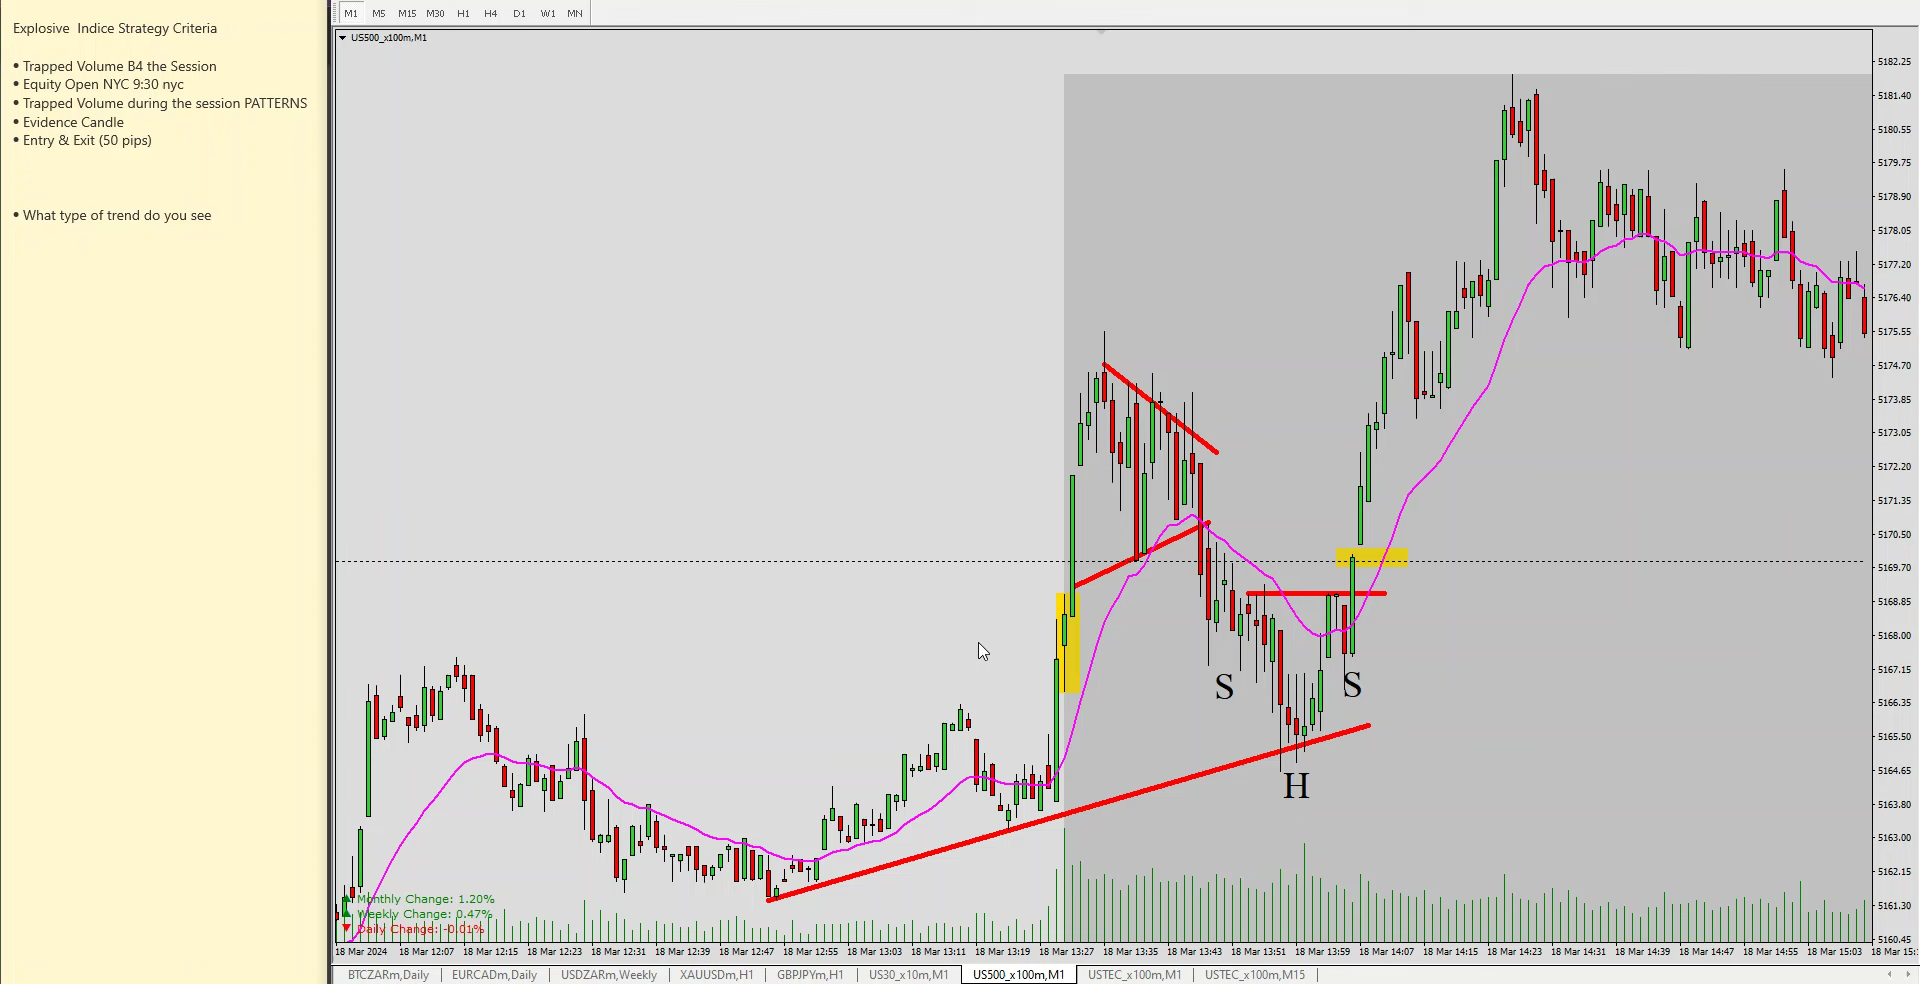 Explosive  Indice Strategy Criteria
• Trapped Volume B4 the Session
• Equity Open NYC 9:30 nyc
• Trapped Volume during the session PATTERNS
• Evidence Candle
• Entry & Exit (50 pips)
• What type of trend do you see
M1 M5 M15 M30 H1 H4 D1 W1 MN
US500_x100m,M1
5182.25
5181.40
5180.55
5179.75
5178.90
5178.05
5177.20
5176.40
5175.55
5174.70
5173.85
5173.05
5172.20
5171.35
5170.50
5169.70
5168.85
5168.00
5167.15
5166.35
5165.50
5164.65
5163.80
5163.00
5162.15
5161.30
5160.45
S
S
H
Monthly Change: 1.20%
Weekly Change: 0.47%
Daily Change: -0.01%
18 Mar 2024 18 Mar 12:07 18 Mar 12:15 18 Mar 12:23 18 Mar 12:31 18 Mar 12:39 18 Mar 12:47 18 Mar 12:55 18 Mar 13:03 18 Mar 13:11 18 Mar 13:19 18 Mar 13:27 18 Mar 13:35 18 Mar 13:43 18 Mar 13:51 18 Mar 13:59 18 Mar 14:07 18 Mar 14:15 18 Mar 14:23 18 Mar 14:31 18 Mar 14:39 18 Mar 14:47 18 Mar 14:55 18 Mar 15:03 18 Mar 15:
BTCZARm,Daily EURCADm,Daily USDZARm,Weekly XAUUSDm,H1 GBPJPYm,H1 US30_x10m,M1 US500_x100m,M1 USTEC_x100m,M1 USTEC_x100m,M15